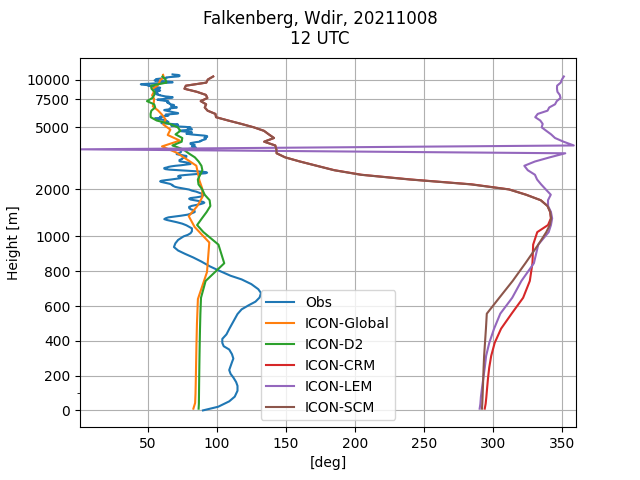 Falkenberg, Wdir, 20211008
12 UTC
Height [m]
10000
7500
5000
2000
1000
800
600
400
200
0
Obs
ICON-Global
ICON-D2
ICON-CRM
ICON-LEM
ICON-SCM
50 100 150 200 250 300 350
[deg]